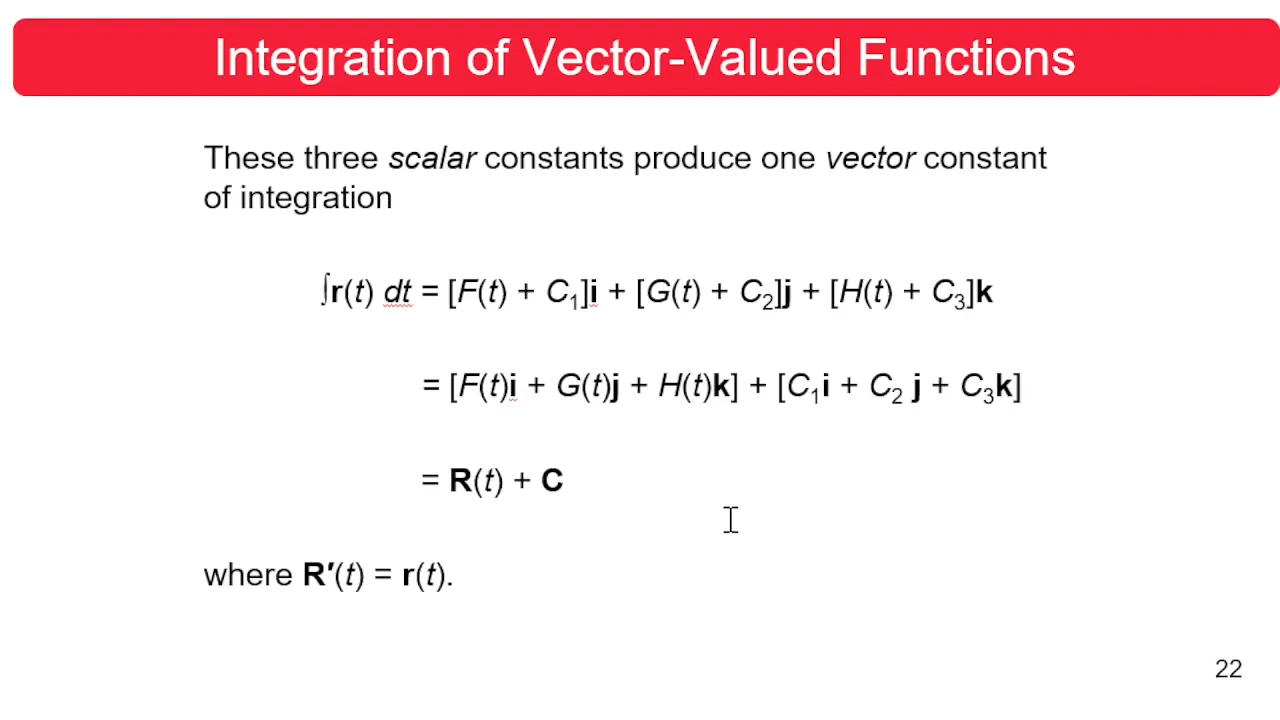 Integration of Vector-Valued Functions
These three scalar constants produce one vector constant
of integration
∫r(t) dt = [F(t) + C₁]i + [G(t) + C₂]j + [H(t) + C₃]k
= [F(t)i + G(t)j + H(t)k] + [C₁i + C₂ j + C₃k]
= R(t) + C
where R′(t) = r(t).
22